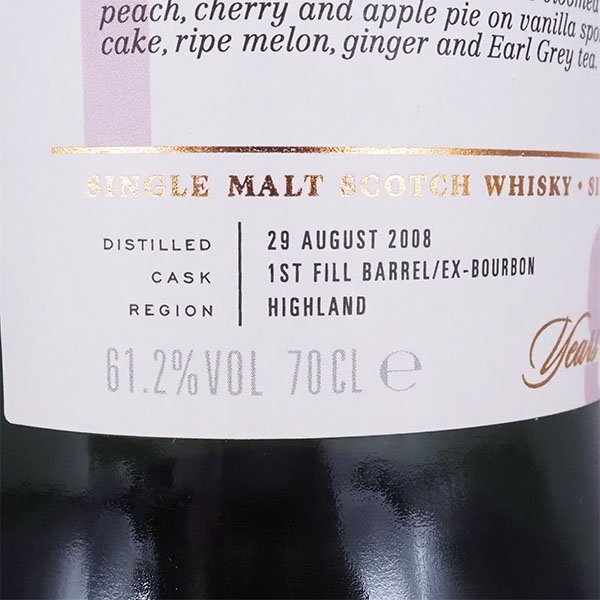 peach, cherry and apple pie on vanilla
cake, ripe melon, ginger and Earl Grey tea.
SINGLE MALT SCOTCH WHISKY •
DISTILLED 29 AUGUST 2008
CASK 1ST FILL BARREL/EX-BOURBON
REGION HIGHLAND
61.2%VOL 70CL ℮
Years